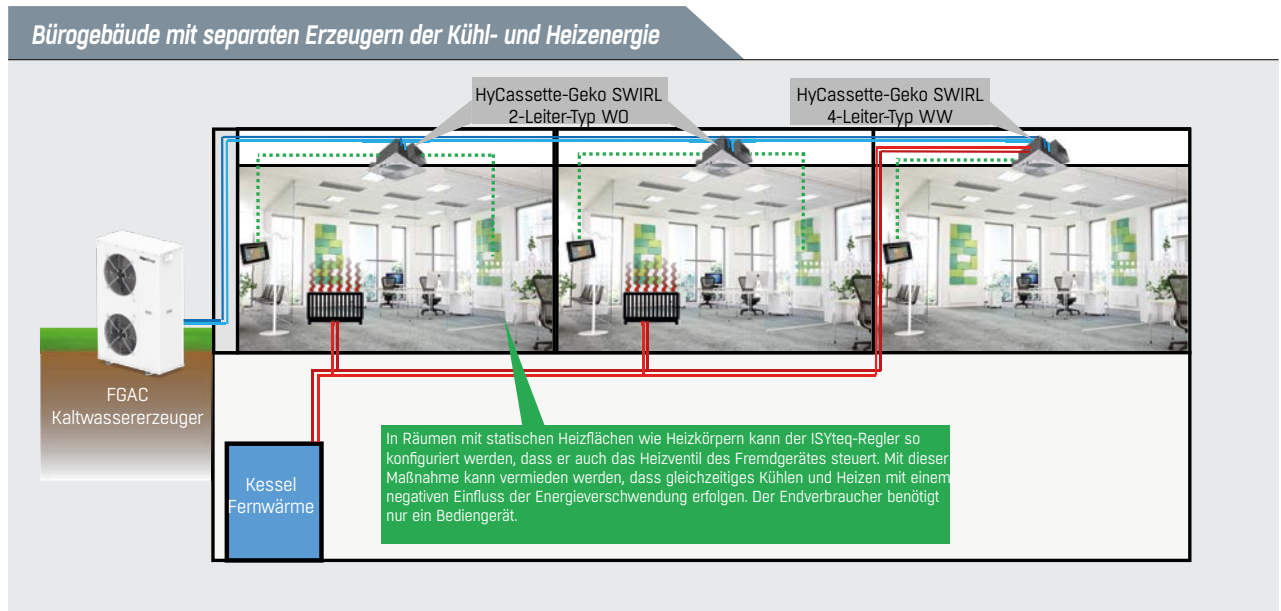 Bürogebäude mit separaten Erzeugern der Kühl- und Heizenergie
HyCassette-Geko SWIRL
2-Leiter-Typ WO
HyCassette-Geko SWIRL
4-Leiter-Typ WW
FGAC
Kaltwassererzeuger
Kessel
Fernwärme
In Räumen mit statischen Heizflächen wie Heizkörpern kann der ISYteq-Regler so
konfiguriert werden, dass er auch das Heizventil des Fremdgerätes steuert. Mit dieser
Maßnahme kann vermieden werden, dass gleichzeitiges Kühlen und Heizen mit einem
negativen Einfluss der Energieverschwendung erfolgen. Der Endverbraucher benötigt
nur ein Bediengerät.